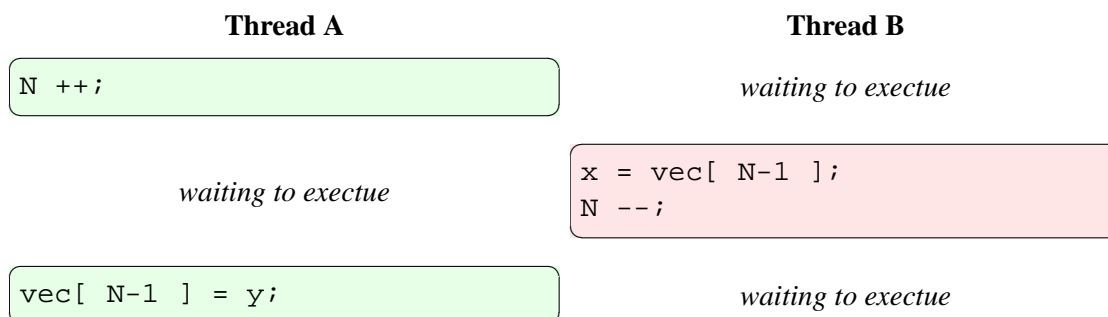 Thread A Thread B
N ++; waiting to exectue
waiting to exectue x = vec[ N-1 ];
N --;
vec[ N-1 ] = y; waiting to exectue